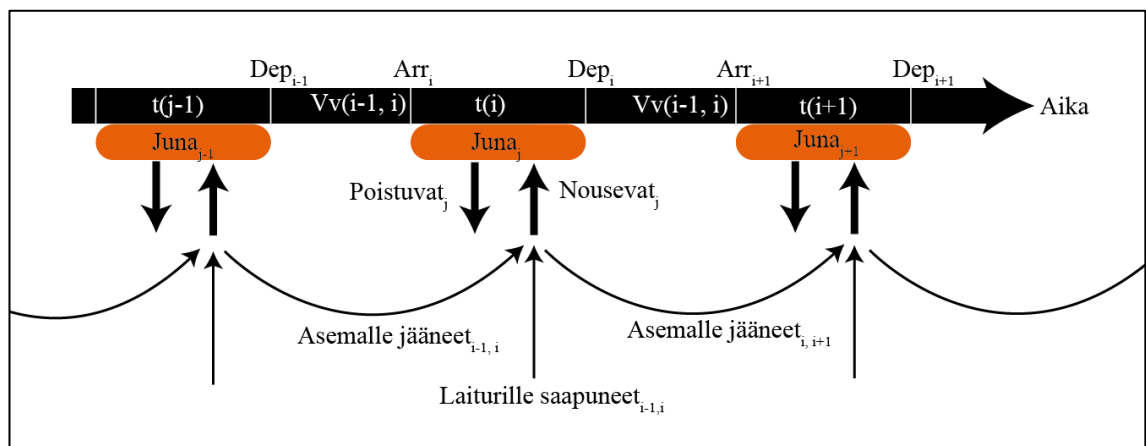 Dep_{i-1} Arr_i Dep_i Arr_{i+1} Dep_{i+1}
t(j-1) Vv(i-1, i) t(i) Vv(i-1, i) t(i+1) Aika
Juna_{j-1} Juna_j Juna_{j+1}
Poistuvat_j Nousevat_j
Asemalle jääneet_{i-1, i} Asemalle jääneet_{i, i+1}
Laiturille saapuneet_{i-1,i}